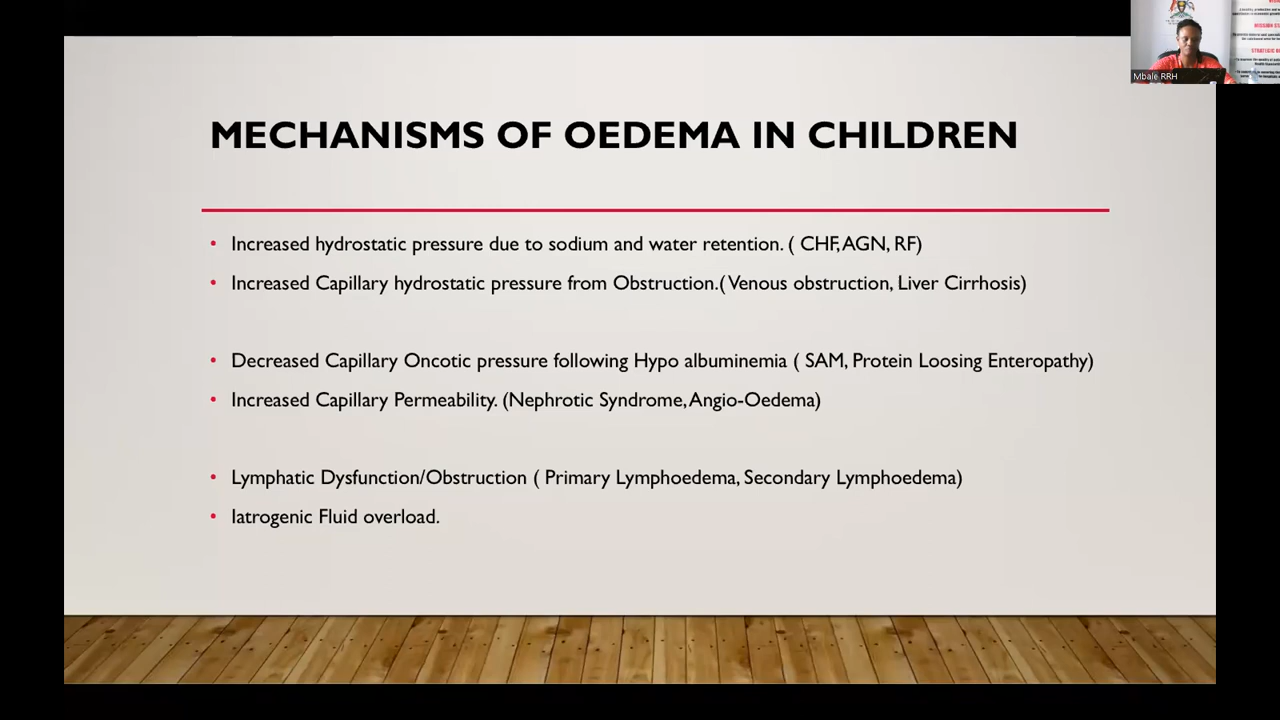 MECHANISMS OF OEDEMA IN CHILDREN
• Increased hydrostatic pressure due to sodium and water retention. ( CHF, AGN, RF)
• Increased Capillary hydrostatic pressure from Obstruction.( Venous obstruction, Liver Cirrhosis)
• Decreased Capillary Oncotic pressure following Hypo albuminemia ( SAM, Protein Loosing Enteropathy)
• Increased Capillary Permeability. (Nephrotic Syndrome, Angio-Oedema)
• Lymphatic Dysfunction/Obstruction ( Primary Lymphoedema, Secondary Lymphoedema)
• Iatrogenic Fluid overload.
Mbale RRH